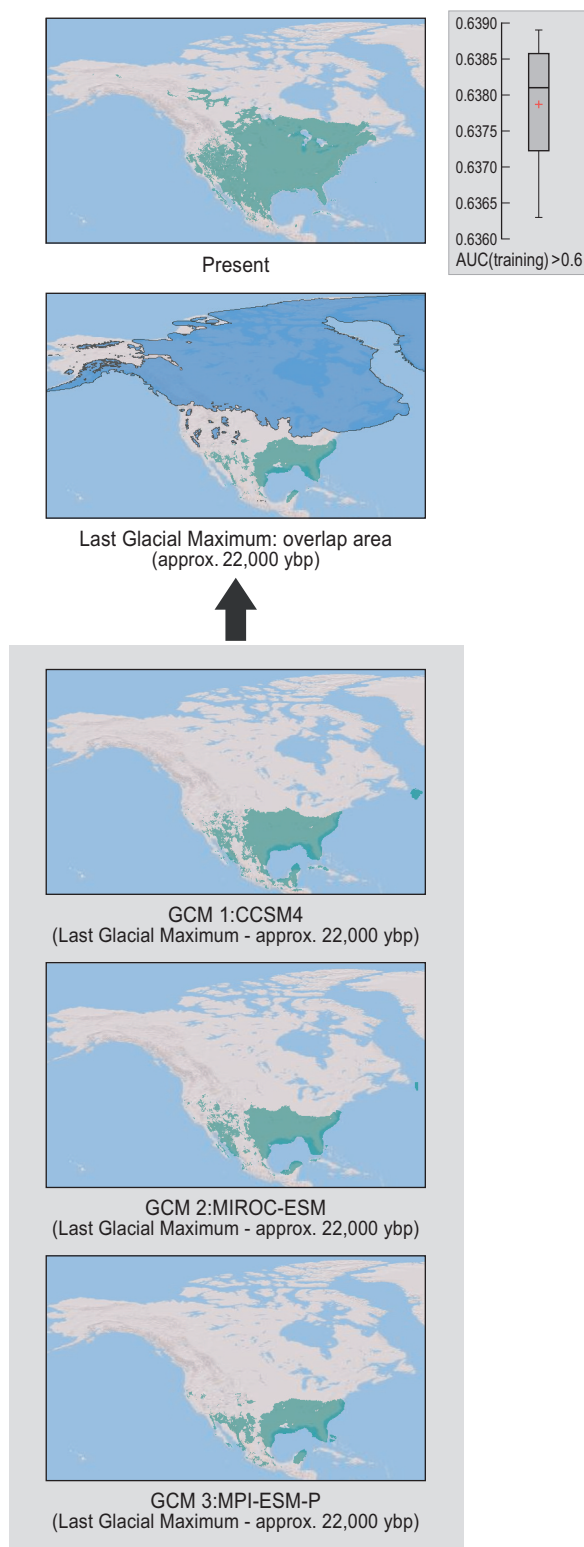 0.6390
0.6385
0.6380
0.6375
0.6370
0.6365
0.6360
AUC(training) >0.6
Present
Last Glacial Maximum: overlap area
(approx. 22,000 ybp)
GCM 1:CCSM4
(Last Glacial Maximum - approx. 22,000 ybp)
GCM 2:MIROC-ESM
(Last Glacial Maximum - approx. 22,000 ybp)
GCM 3:MPI-ESM-P
(Last Glacial Maximum - approx. 22,000 ybp)